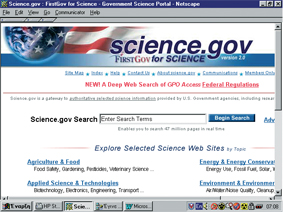 Science.gov : FirstGov for Science - Government Science Portal - Netscape
File Edit View Go Communicator Help
science.gov
FIRSTGOV for SCIENCE version 2.0
Site Map • Index • Help • Contact Us • About Science.gov • Communications • Members Only
NEW! A Deep Web Search of GPO Access Federal Regulations
Science.gov is a gateway to authoritative selected science information provided by U.S. Government agencies, including resear
Science.gov Search Enter Search Terms Begin Search Adv
Enables you to search 47 million pages in real time
Explore Selected Science Web Sites by Topic
Agriculture & Food
Food Safety, Gardening, Pesticides, Veterinary Science ...
Energy & Energy Conservat
Energy Use, Fossil Fuel, Solar, W
Applied Science & Technologies
Biotechnology, Electronics, Engineering, Transport...
Environment & Environme
Air/Water/Noise Quality, Cleanup
Έναρξη HP St... Scie... Έγγ... Micros... 07:08